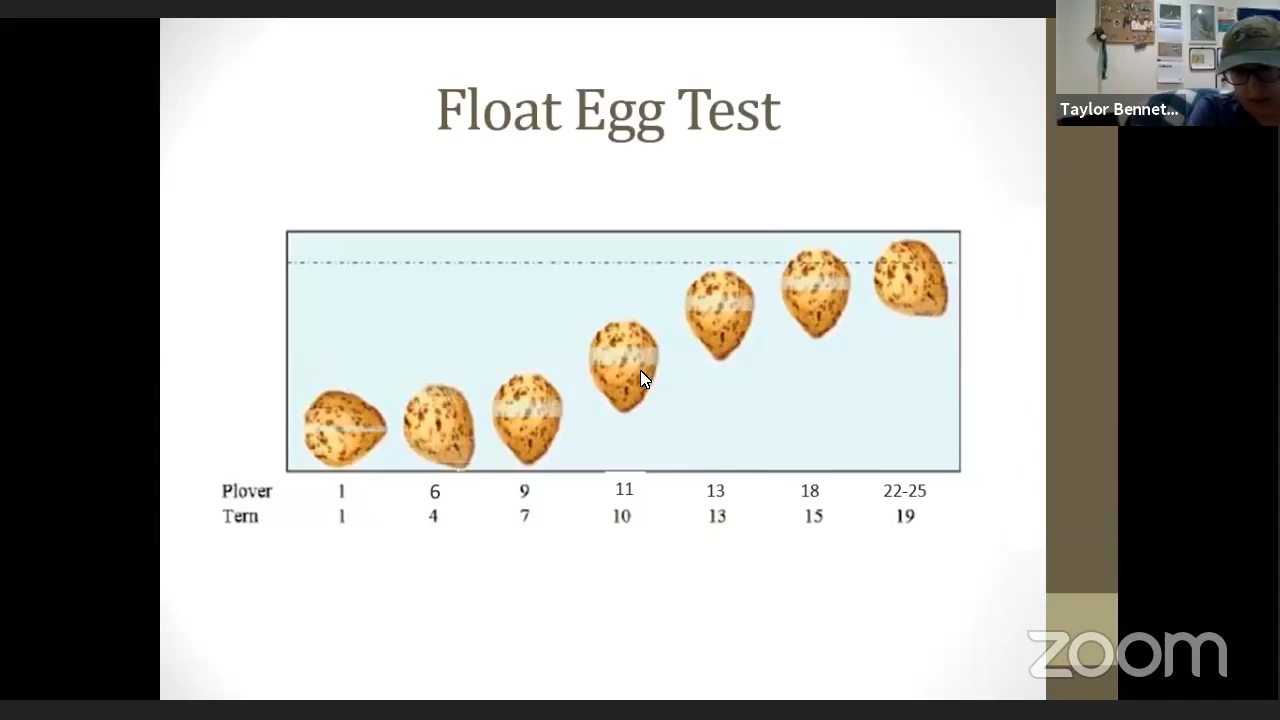 Float Egg Test
Taylor Bennet...
Plover 1 6 9 11 13 18 22-25
Tern 1 4 7 10 13 15 19
zoom